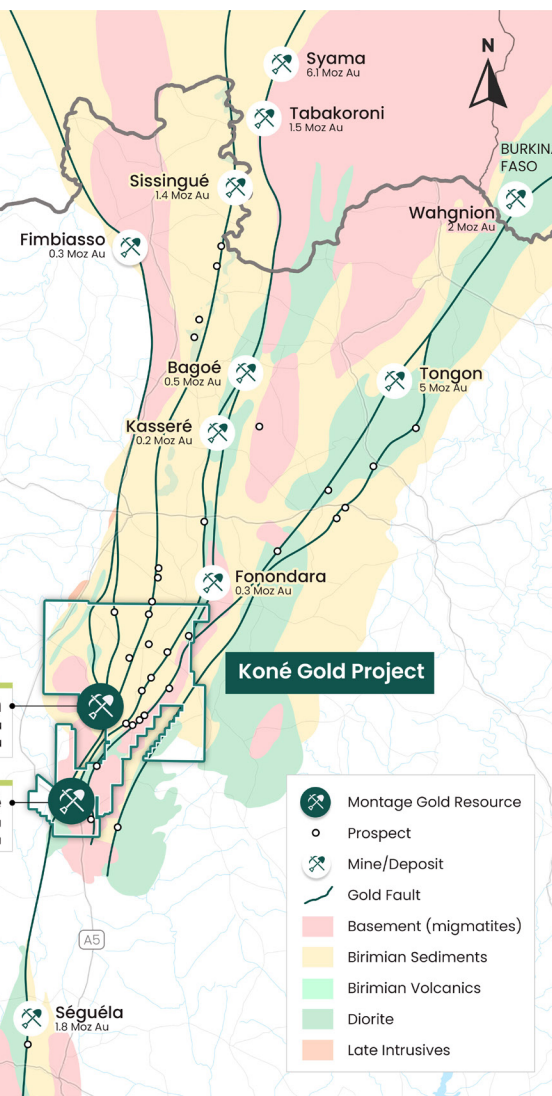 Syama
6.1 Moz Au
N
Tabakoroni
1.5 Moz Au
BURKIN
FASO
Sissingué
1.4 Moz Au
Wahgnion
2 Moz Au
Fimbiasso
0.3 Moz Au
Bagoé
0.5 Moz Au
Tongon
5 Moz Au
Kasseré
0.2 Moz Au
Fonondara
0.3 Moz Au
Koné Gold Project
Montage Gold Resource
Prospect
Mine/Deposit
Gold Fault
Basement (migmatites)
Birimian Sediments
Birimian Volcanics
Diorite
Late Intrusives
A5
Séguéla
1.8 Moz Au